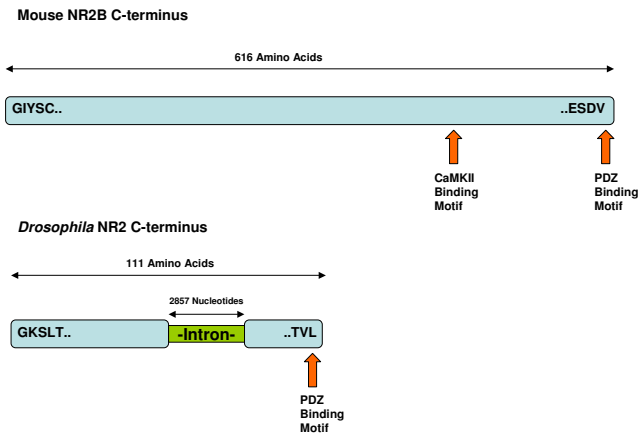 Mouse NR2B C-terminus
616 Amino Acids
GIYSC..
..ESDV
CaMKII
Binding
Motif
PDZ
Binding
Motif
Drosophila NR2 C-terminus
111 Amino Acids
2857 Nucleotides
GKSLT..
-Intron-
..TVL
PDZ
Binding
Motif